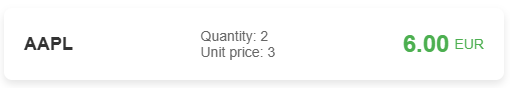 AAPL
Quantity: 2
Unit price: 3
6.00 EUR